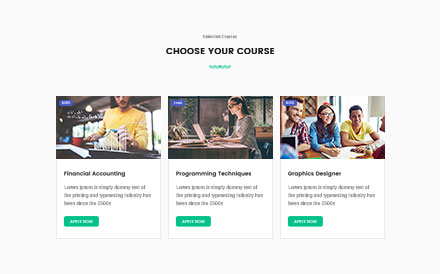 Selected Courses
CHOOSE YOUR COURSE
Financial Accounting
Lorem Ipsum is simply dummy text of
the printing and typesetting industry has
been since the 1500s
APPLY NOW
Programming Techniques
Lorem Ipsum is simply dummy text of
the printing and typesetting industry has
been since the 1500s
APPLY NOW
Graphics Designer
Lorem Ipsum is simply dummy text of
the printing and typesetting industry has
been since the 1500s
APPLY NOW